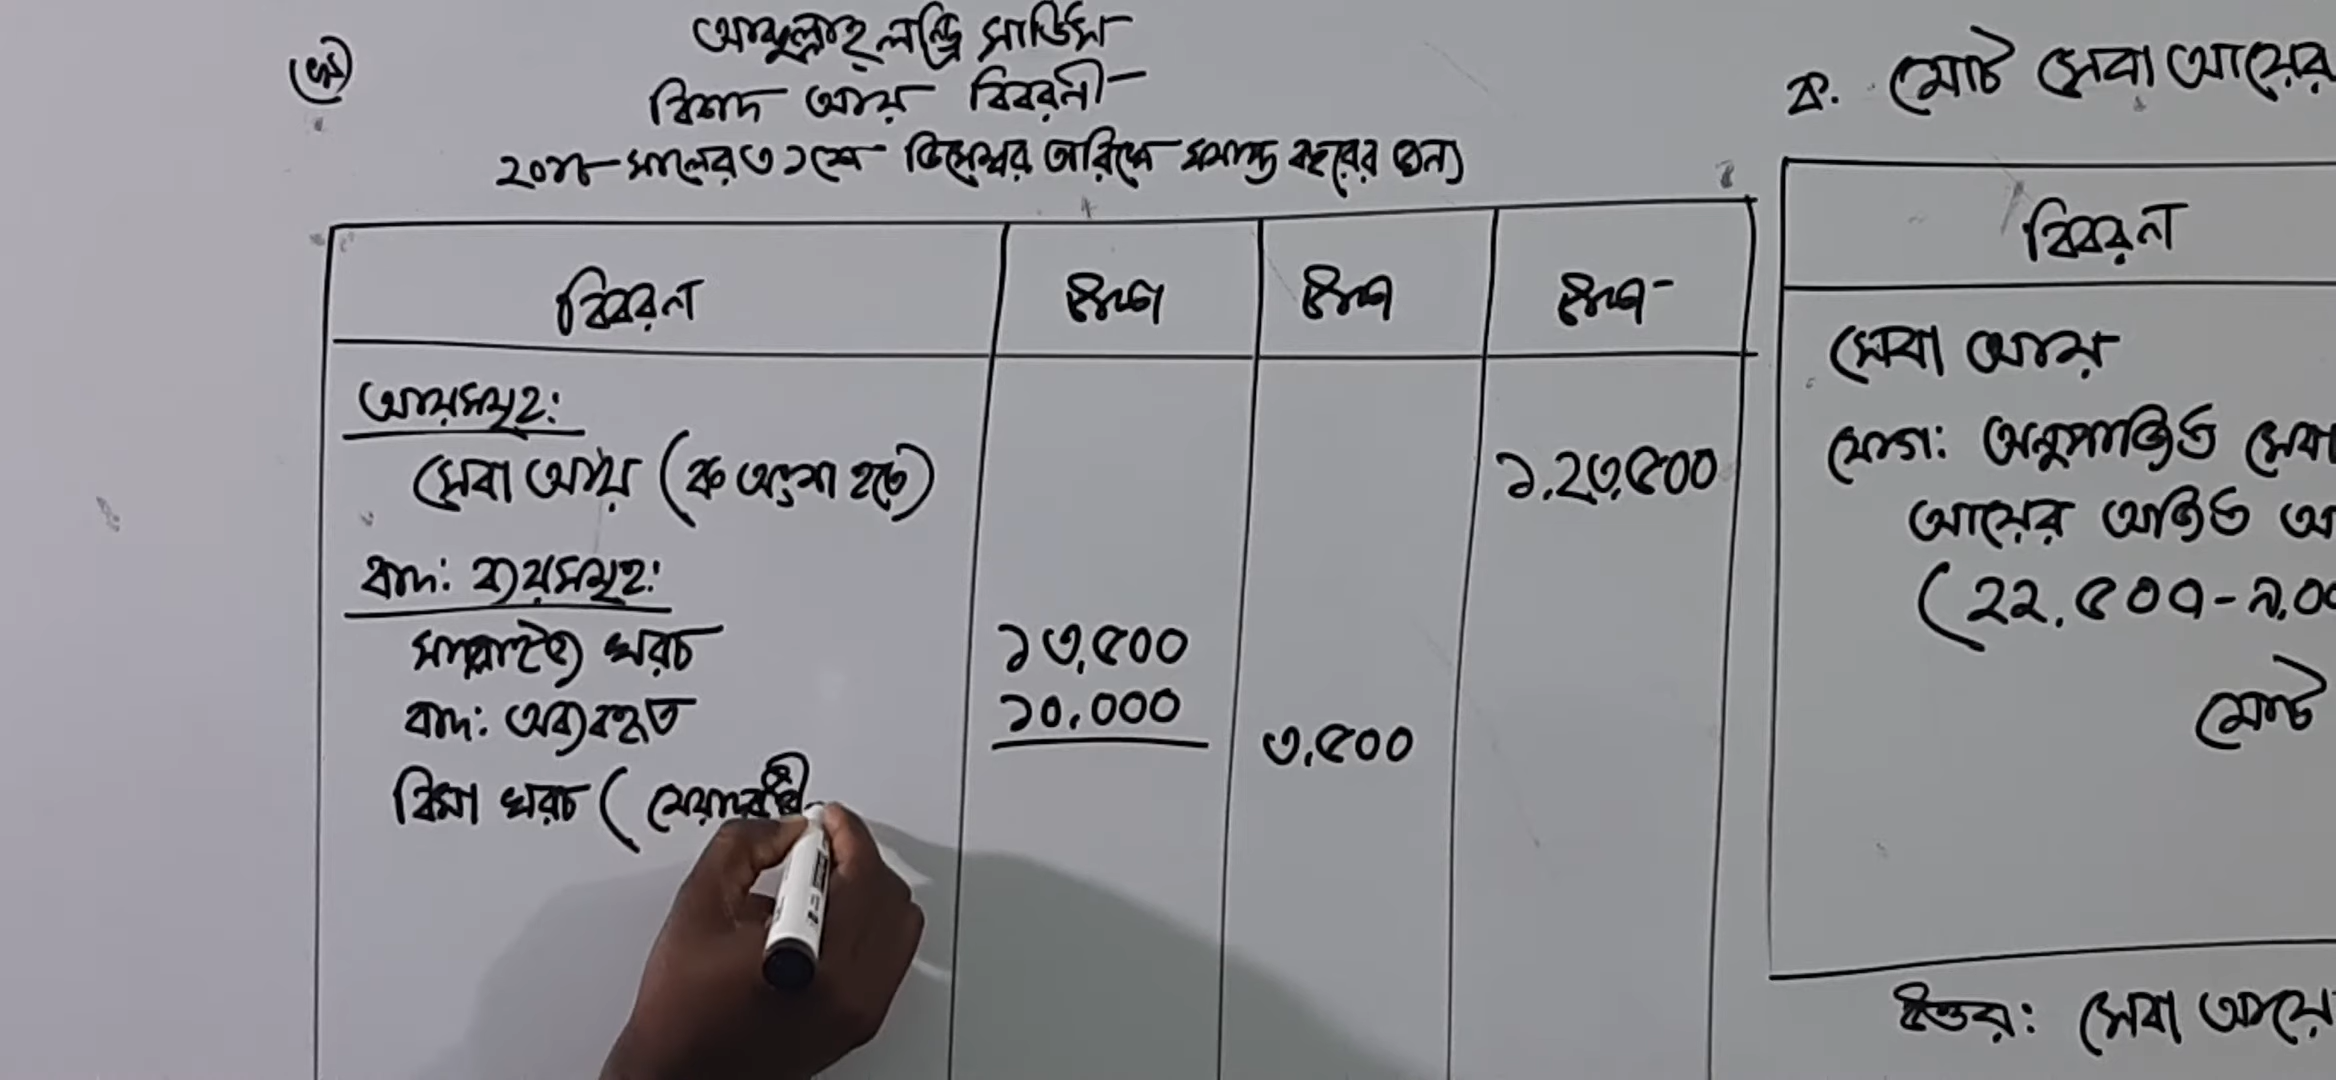 (খ)
আব্দুল্লাহ্ লন্ড্রি সার্ভিস
বিশদ আয় বিবরণী
২০১৮ সালের ৩১শে ডিসেম্বর তারিখে সমাপ্ত বছরের জন্য
বিবরণ টাকা টাকা টাকা
আয়সমূহ:
সেবা আয় (ক অংশ হতে) ১,২৩,৫০০
বাদ: ব্যয়সমূহ:
সাপ্লাইজ খরচ ১৩,৫০০
বাদ: অব্যবহৃত ১০,০০০ ৩,৫০০
বিমা খরচ (
ক. মোট সেবা আয়ের
বিবরণ
সেবা আয়
যোগ: অনুপার্জিত সেবা
আয়ের অর্জিত অ
(২২,৫০০-৯,০০
মোট
উত্তর: সেবা আয়ে